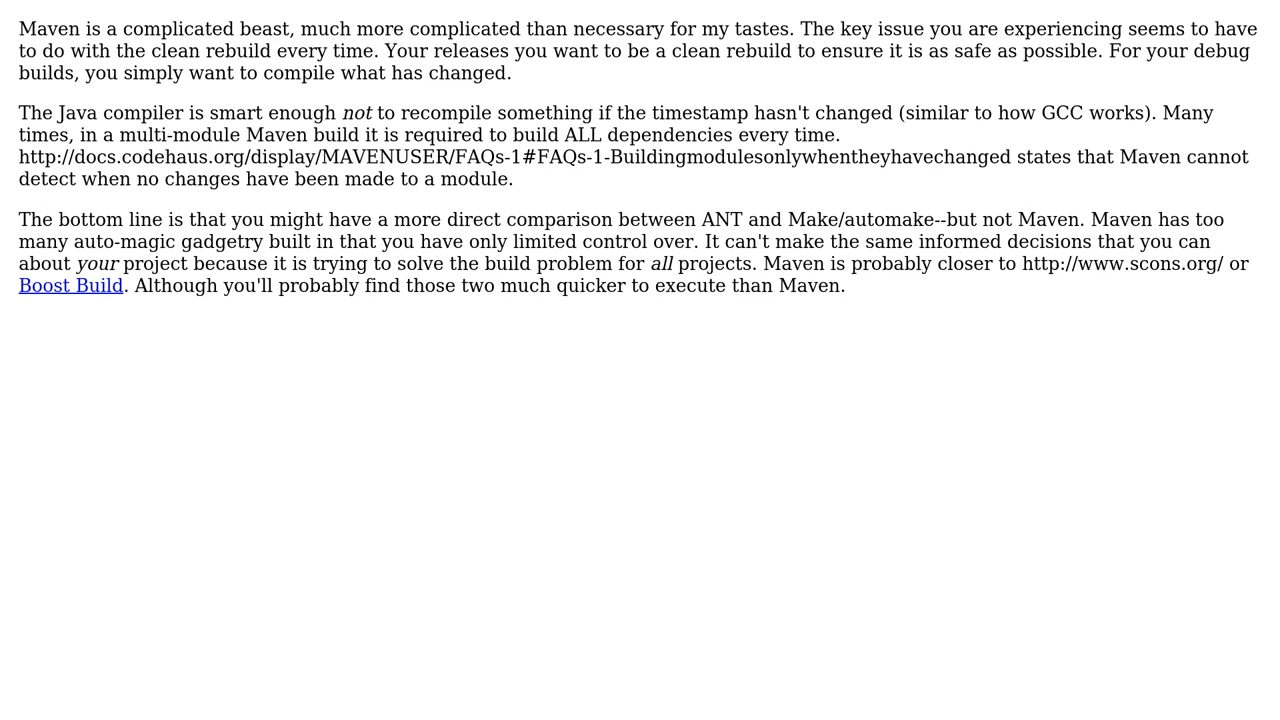 Maven is a complicated beast, much more complicated than necessary for my tastes. The key issue you are experiencing seems to have
to do with the clean rebuild every time. Your releases you want to be a clean rebuild to ensure it is as safe as possible. For your debug
builds, you simply want to compile what has changed.
The Java compiler is smart enough not to recompile something if the timestamp hasn't changed (similar to how GCC works). Many
times, in a multi-module Maven build it is required to build ALL dependencies every time.
http://docs.codehaus.org/display/MAVENUSER/FAQs-1#FAQs-1-Buildingmodulesonlywhentheyhavechanged states that Maven cannot
detect when no changes have been made to a module.
The bottom line is that you might have a more direct comparison between ANT and Make/automake--but not Maven. Maven has too
many auto-magic gadgetry built in that you have only limited control over. It can't make the same informed decisions that you can
about your project because it is trying to solve the build problem for all projects. Maven is probably closer to http://www.scons.org/ or
Boost Build. Although you'll probably find those two much quicker to execute than Maven.